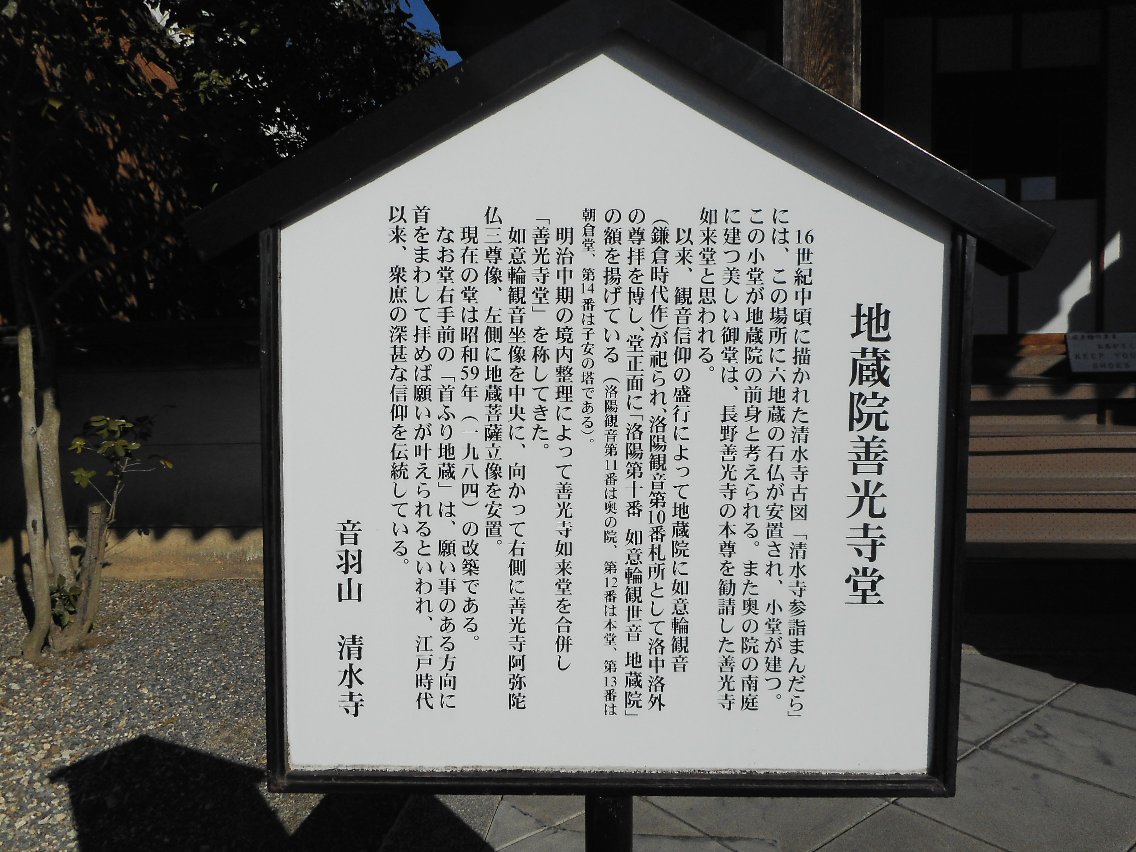 地蔵院善光寺堂
16世紀中頃に描かれた清水寺古図「清水寺参詣まんだら」
には、この場所に六地蔵の石仏が安置され、小堂が建つ。
この小堂が地蔵院の前身と考えられる。また奥の院の南庭
に建つ美しい御堂は、長野善光寺の本尊を勧請した善光寺
如来堂と思われる。
以来、観音信仰の盛行によって地蔵院に如意輪観音
(鎌倉時代作)が祀られ、洛陽観音第10番札所として洛中洛外
の尊拝を博し、堂正面に「洛陽第十番 如意輪観世音 地蔵院」
の額を揚げている(洛陽観音第11番は奥の院、第12番は本堂、第13番は
朝倉堂、第14番は子安の塔である)。
明治中期の境内整理によって善光寺如来堂を合併し
「善光寺堂」を称してきた。
如意輪観音坐像を中央に、向かって右側に善光寺阿弥陀
仏三尊像、左側に地蔵菩薩立像を安置。
現在の堂は昭和59年(一九八四)の改築である。
なお堂右手前の「首ふり地蔵」は、願い事のある方向に
首をまわして拝めば願いが叶えられるといわれ、江戸時代
以来、衆庶の深甚な信仰を伝統している。
音羽山 清水寺
KEEP YOUR
SHOES